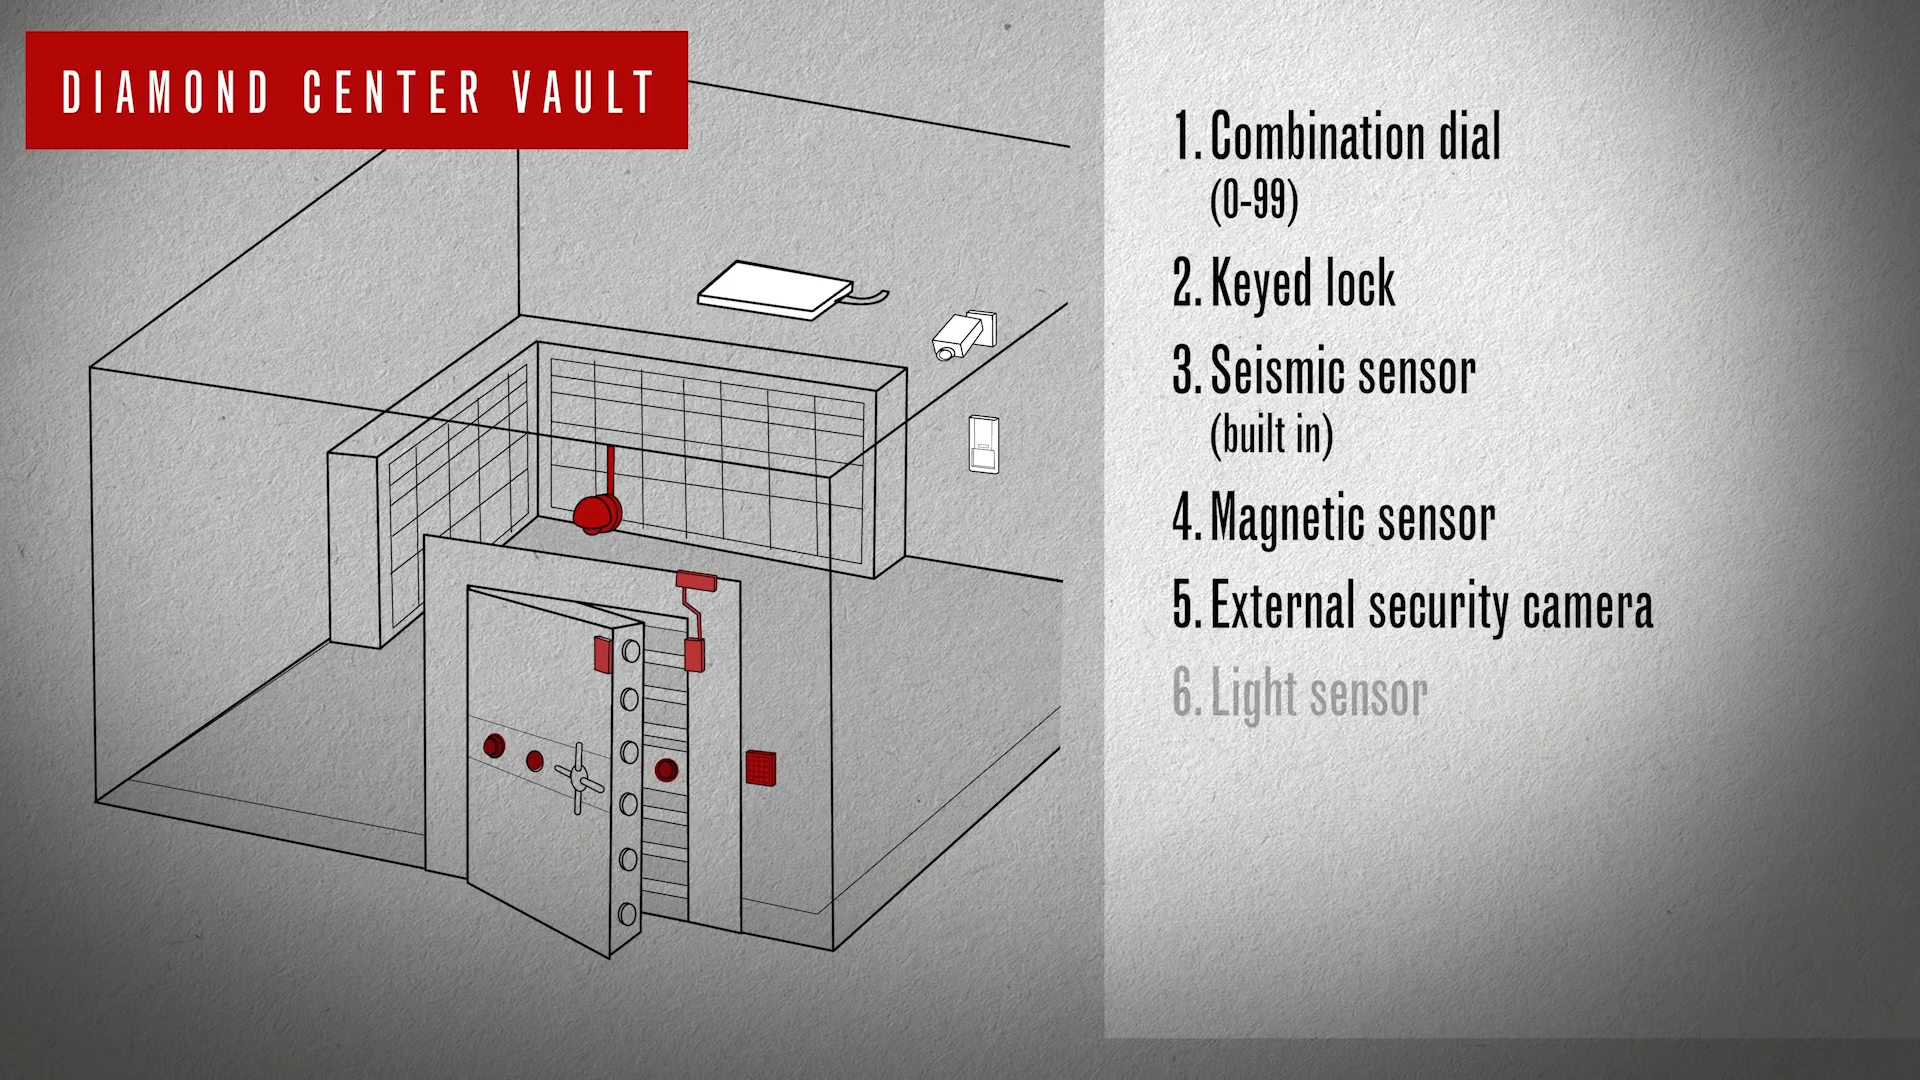 DIAMOND CENTER VAULT
1. Combination dial
(0-99)
2. Keyed lock
3. Seismic sensor
(built in)
4. Magnetic sensor
5. External security camera
6. Light sensor